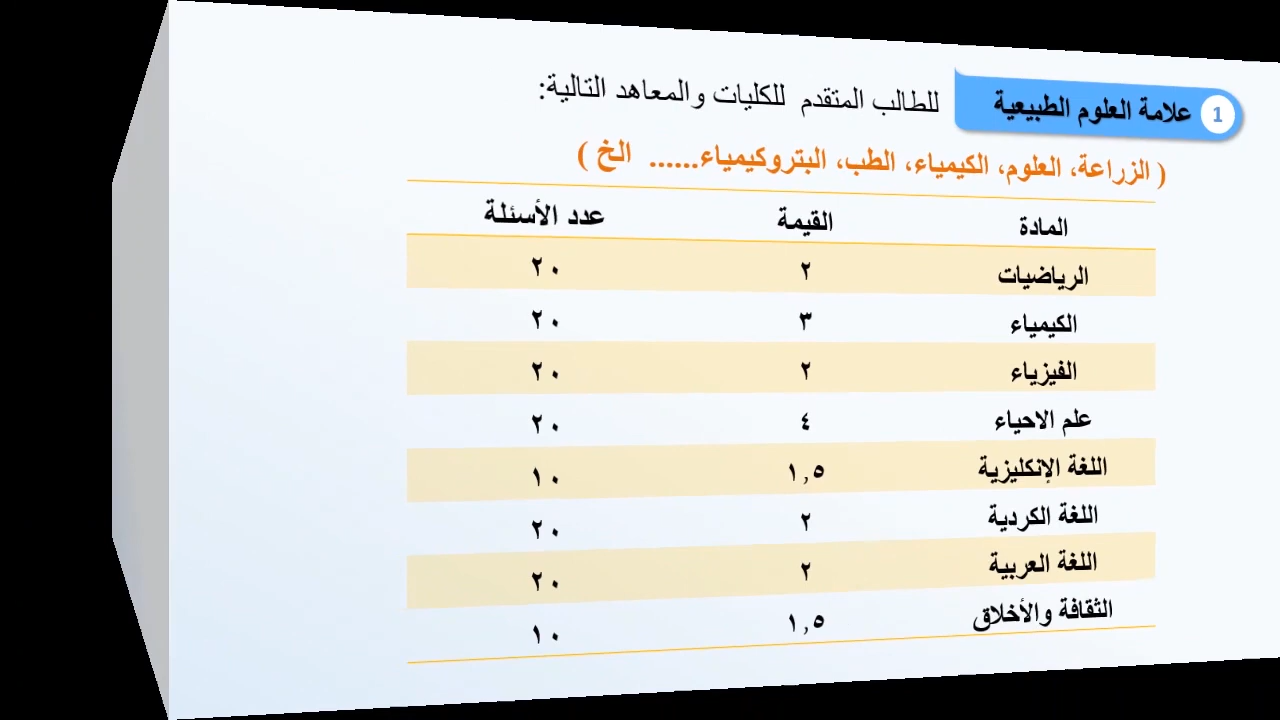 1 علامة العلوم الطبيعية للطالب المتقدم للكليات والمعاهد التالية:
( الزراعة، العلوم، الكيمياء، الطب، البتروكيمياء...... الخ )
المادة القيمة عدد الأسئلة
الرياضيات ٢ ٢٠
الكيمياء ٣ ٢٠
الفيزياء ٢ ٢٠
علم الاحياء ٤ ٢٠
اللغة الإنكليزية ١,٥ ١٠
اللغة الكردية ٢ ٢٠
اللغة العربية ٢ ٢٠
الثقافة والأخلاق ١,٥ ١٠